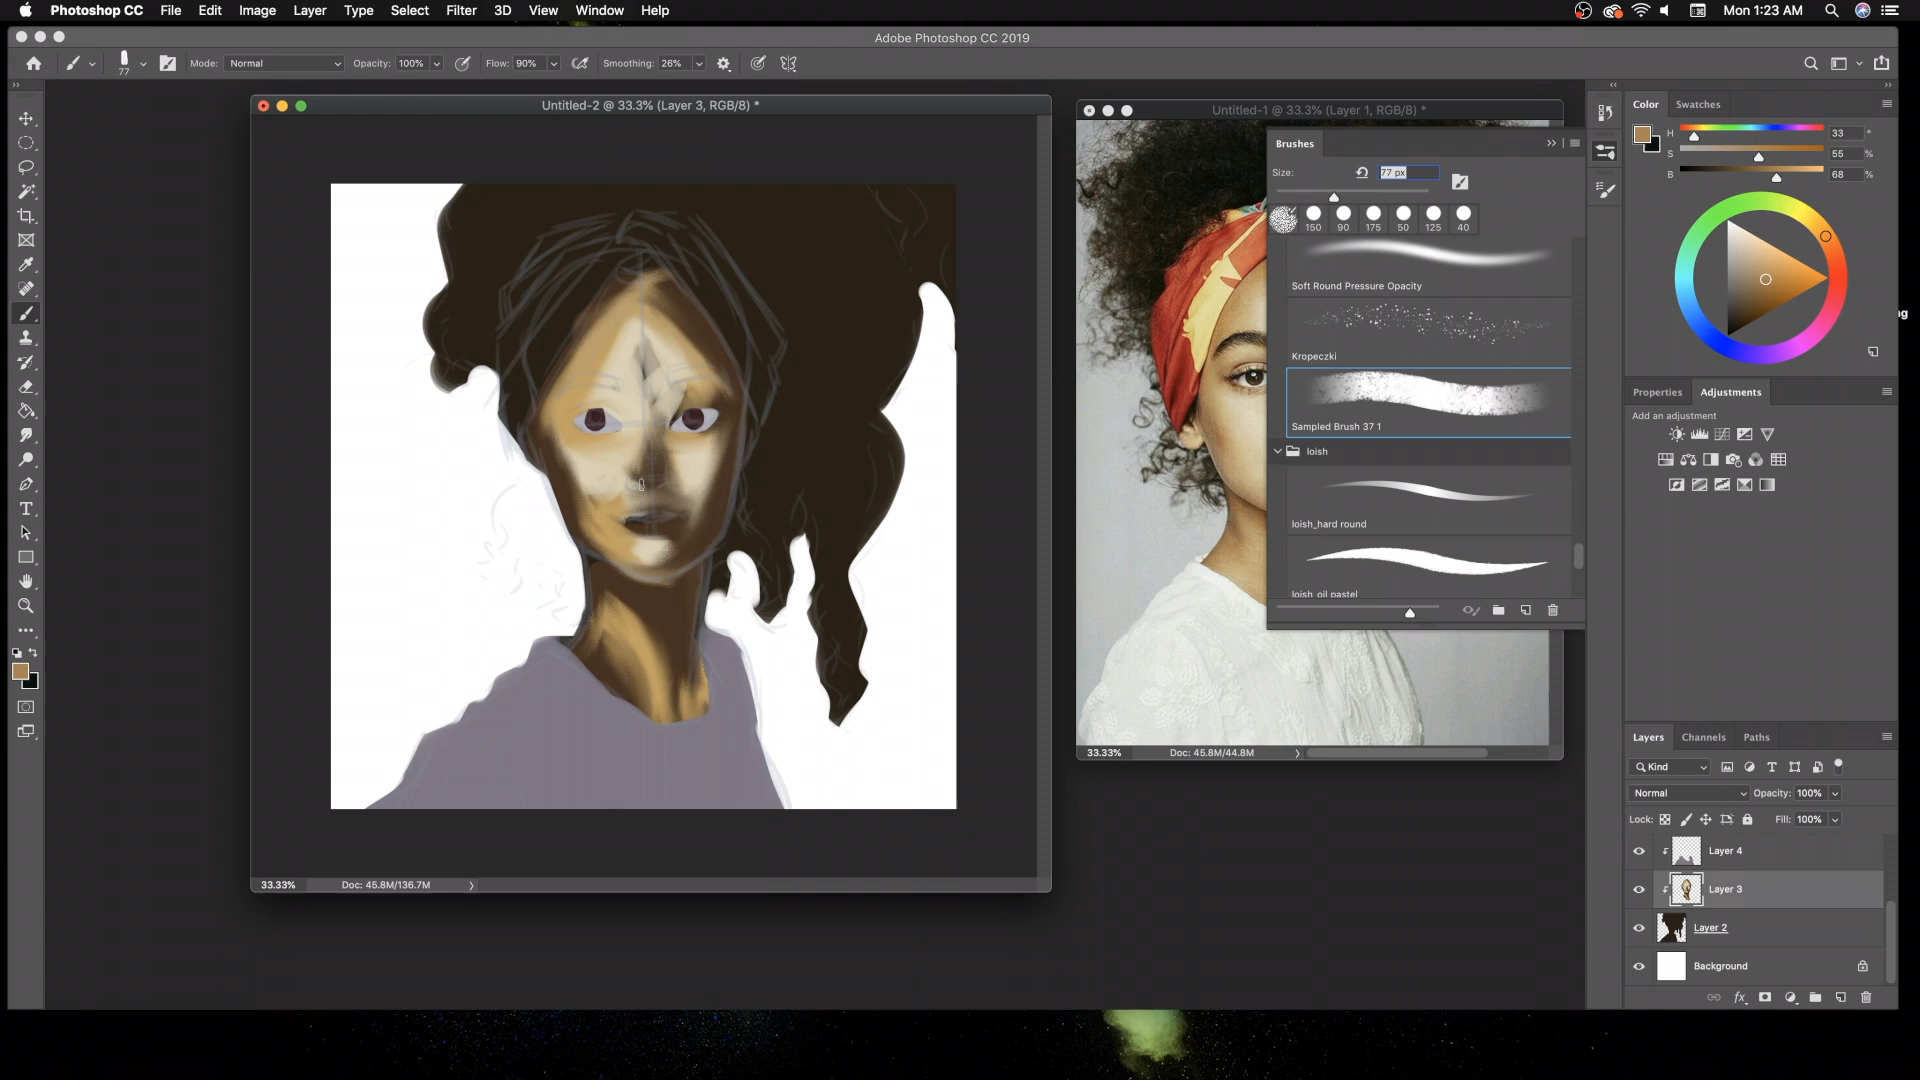 Photoshop CC File Edit Image Layer Type Select Filter 3D View Window Help Mon 1:23 AM
Adobe Photoshop CC 2019
77 Mode: Normal Opacity: 100% Flow: 90% Smoothing: 26%
Untitled-2 @ 33.3% (Layer 3, RGB/8) *
Untitled-1 @ 33.3% (Layer 1, RGB/8) *
Brushes
Size: 77 px
150 90 175 50 125 40
Soft Round Pressure Opacity
Kropeczki
Sampled Brush 37 1
loish
loish_hard round
loish_oil pastel
33.33% Doc: 45.8M/44.8M
33.33% Doc: 45.8M/136.7M
Color Swatches
H 33 °
S 55 %
B 68 %
ng
Properties Adjustments
Add an adjustment
Layers Channels Paths
Kind
Normal Opacity: 100%
Lock: Fill: 100%
Layer 4
Layer 3
Layer 2
Background